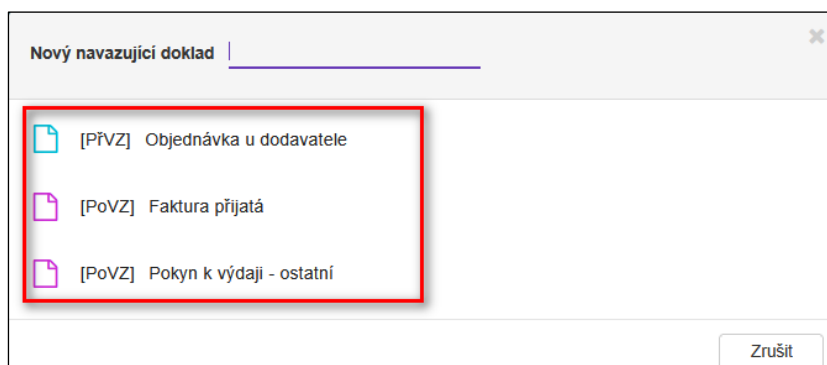 Nový navazující doklad
[PřVZ] Objednávka u dodavatele
[PoVZ] Faktura přijatá
[PoVZ] Pokyn k výdaji - ostatní
Zrušit